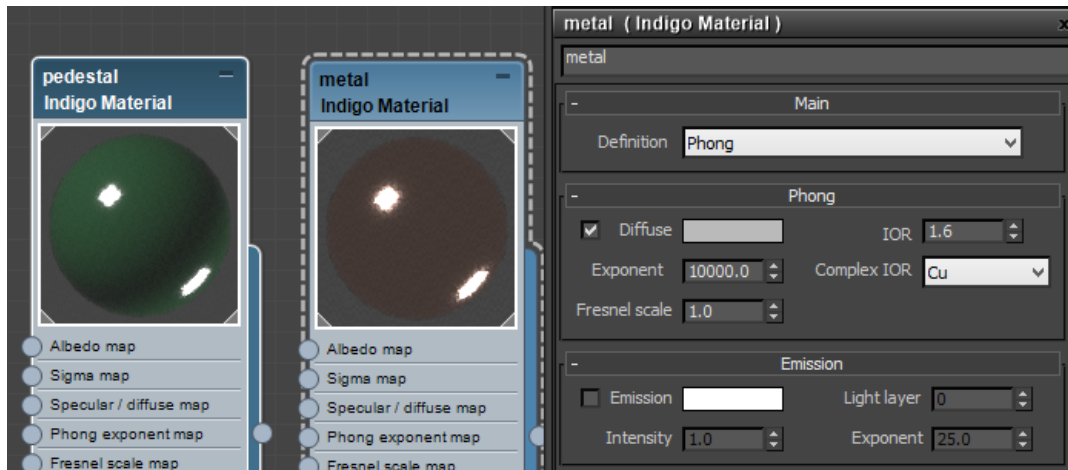 pedestal
Indigo Material
Albedo map
Sigma map
Specular / diffuse map
Phong exponent map
Fresnel scale map
metal
Indigo Material
Albedo map
Sigma map
Specular / diffuse map
Phong exponent map
Fresnel scale map
metal ( Indigo Material ) x
metal
- Main
Definition Phong
- Phong
Diffuse IOR 1.6
Exponent 10000.0 Complex IOR Cu
Fresnel scale 1.0
- Emission
Emission Light layer 0
Intensity 1.0 Exponent 25.0